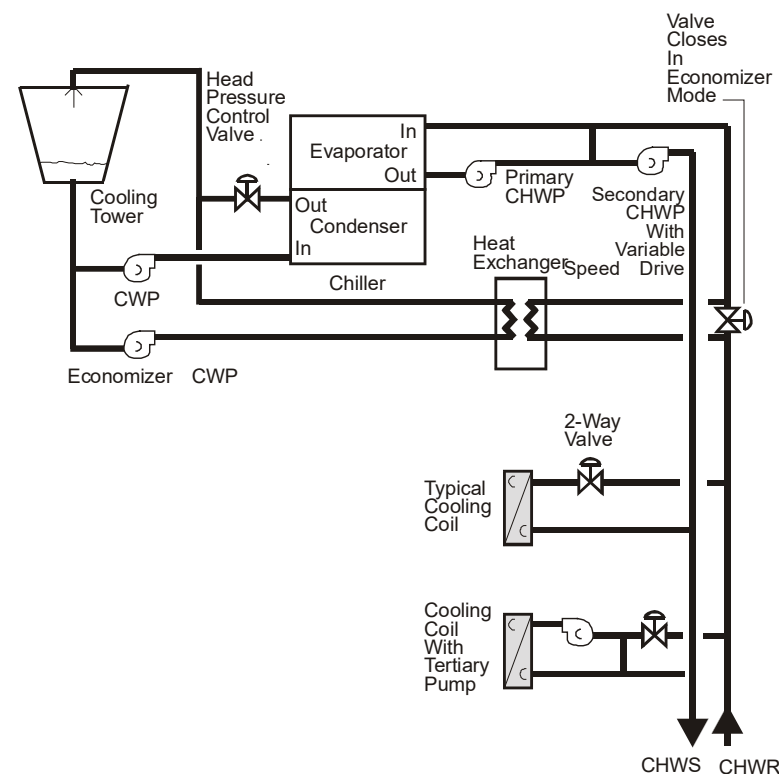 Valve
Closes
In
Economizer
Mode
Head
Pressure
Control
Valve .
In
Evaporator
Out
Primary
CHWP
Secondary
CHWP
With
Variable
Speed Drive
Cooling
Tower
Out
Condenser
In
Chiller
Heat
Exchanger
CWP
Economizer CWP
2-Way
Valve
Typical
Cooling
Coil
Cooling
Coil
With
Tertiary
Pump
CHWS
CHWR